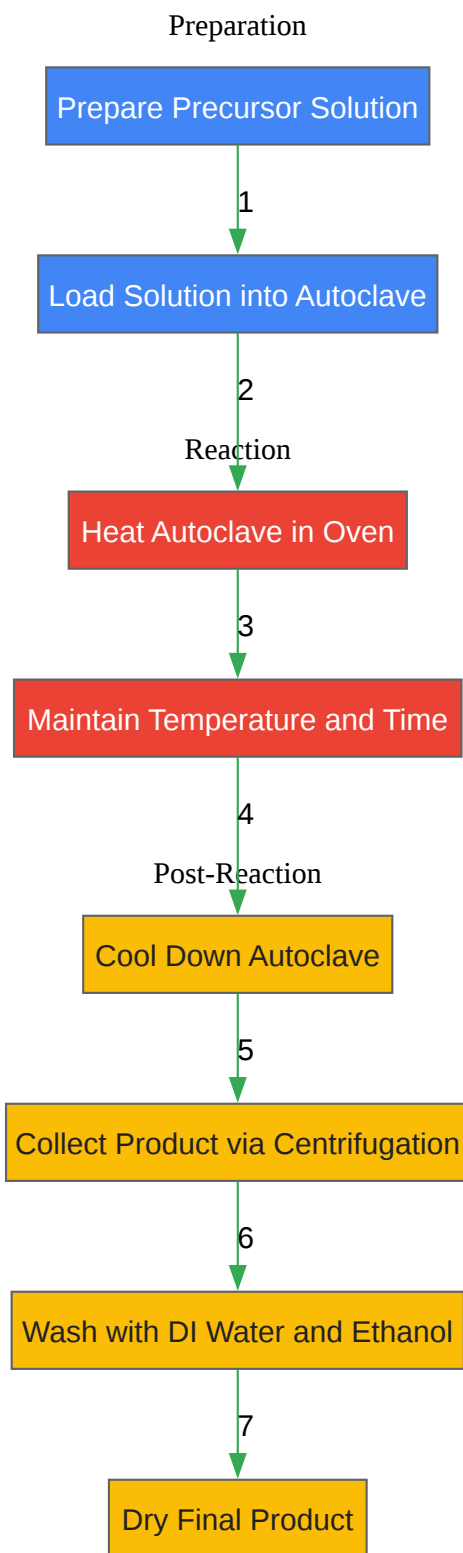 Preparation
Prepare Precursor Solution
1
Load Solution into Autoclave
2
Reaction
Heat Autoclave in Oven
3
Maintain Temperature and Time
4
Post-Reaction
Cool Down Autoclave
5
Collect Product via Centrifugation
6
Wash with DI Water and Ethanol
7
Dry Final Product